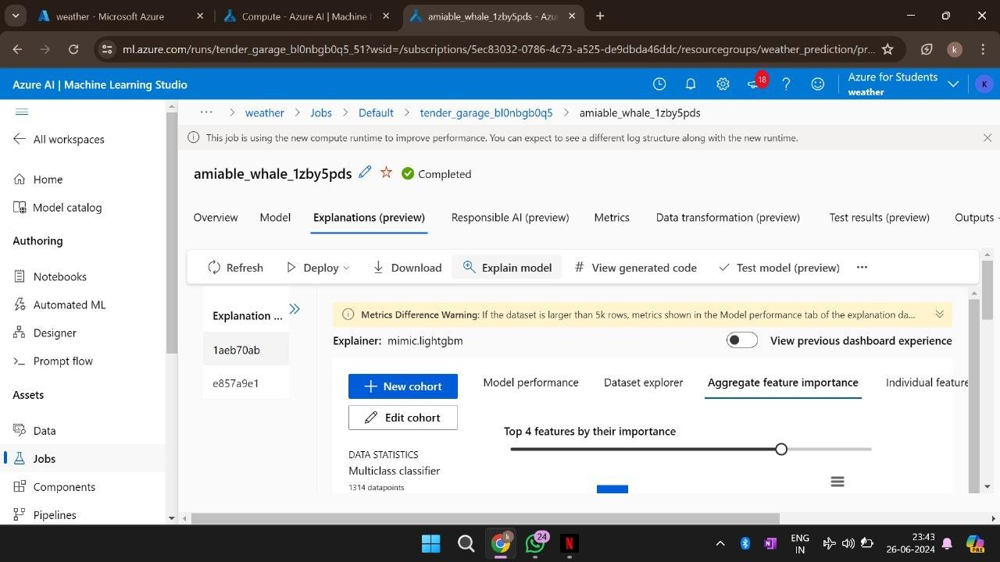 weather - Microsoft Azure
Compute - Azure AI | Machine L
amiable_whale_1zby5pds - Azu
ml.azure.com/runs/tender_garage_bl0nbgb0q5_51?wsid=/subscriptions/5ec83032-0786-4c73-a525-de9dbda46ddc/resourcegroups/weather_prediction/pr...
k
Azure AI | Machine Learning Studio
18
Azure for Students
weather
K
... > weather > Jobs > Default > tender_garage_bl0nbgb0q5 > amiable_whale_1zby5pds
This job is using the new compute runtime to improve performance. You can expect to see a different log structure along with the new runtime.
All workspaces
Home
Model catalog
Authoring
Notebooks
Automated ML
Designer
Prompt flow
Assets
Data
Jobs
Components
Pipelines
amiable_whale_1zby5pds Completed
Overview Model Explanations (preview) Responsible AI (preview) Metrics Data transformation (preview) Test results (preview) Outputs
Refresh Deploy Download Explain model # View generated code Test model (preview) ...
Explanation ...
1aeb70ab
e857a9e1
Metrics Difference Warning: If the dataset is larger than 5k rows, metrics shown in the Model performance tab of the explanation da...
Explainer: mimic.lightgbm
View previous dashboard experience
+ New cohort
Edit cohort
Model performance Dataset explorer Aggregate feature importance Individual feature
Top 4 features by their importance
DATA STATISTICS
Multiclass classifier
1314 datapoints
24
N
ENG
IN
23:43
26-06-2024
PRE